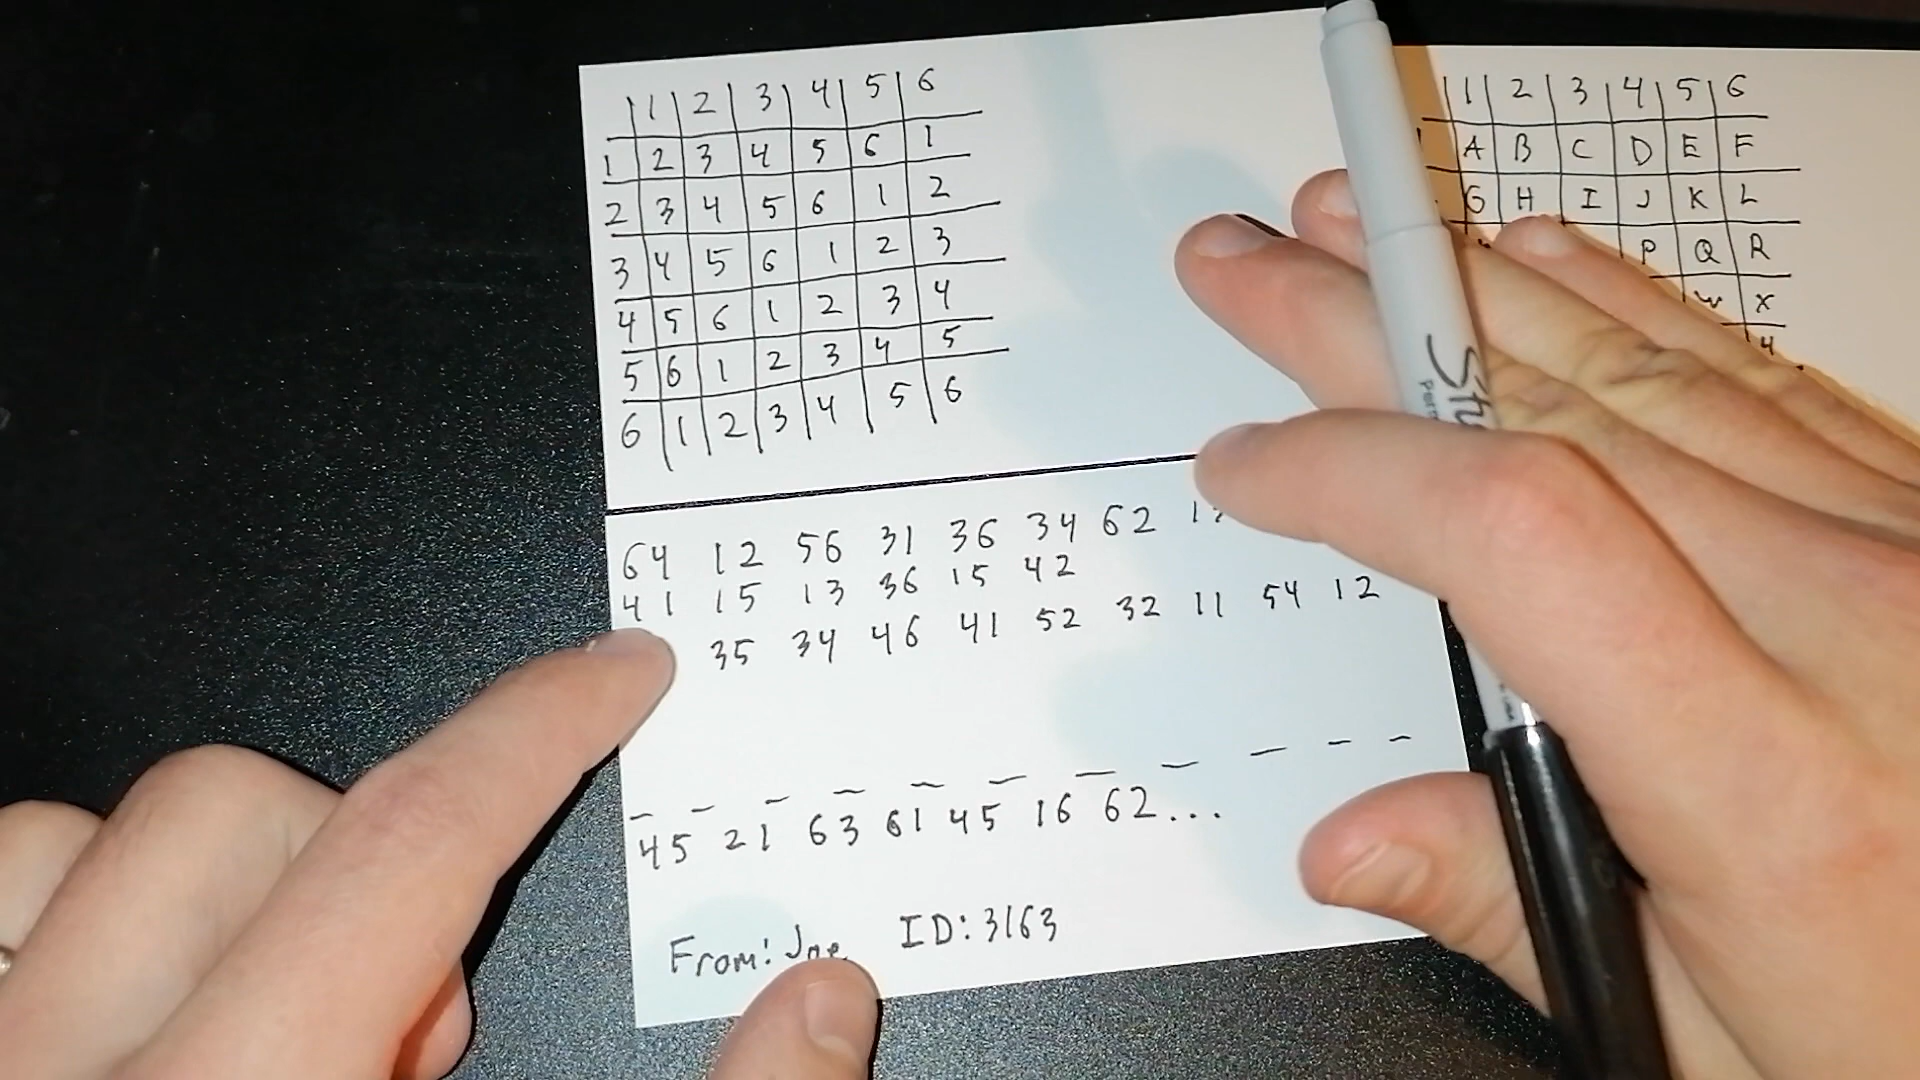 1 2 3 4 5 6
1 2 3 4 5 6 1
2 3 4 5 6 1 2
3 4 5 6 1 2 3
4 5 6 1 2 3 4
5 6 1 2 3 4 5
6 1 2 3 4 5 6
64 12 56 31 36 34 62
41 15 13 36 15 42
35 34 46 41 52 32 11 54 12
45 21 63 61 45 16 62...
From: Joe ID: 3163
1 2 3 4 5 6
A B C D E F
G H I J K L
P Q R
W X
4